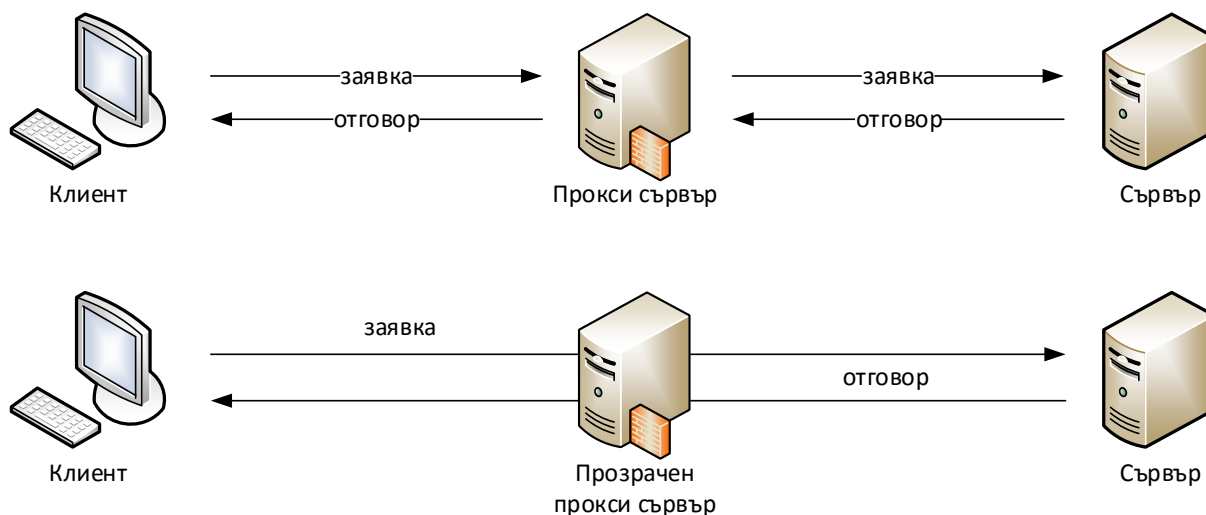 заявка
заявка
отговор
отговор
Клиент
Прокси сървър
Сървър
заявка
отговор
Клиент
Прозрачен
прокси сървър
Сървър